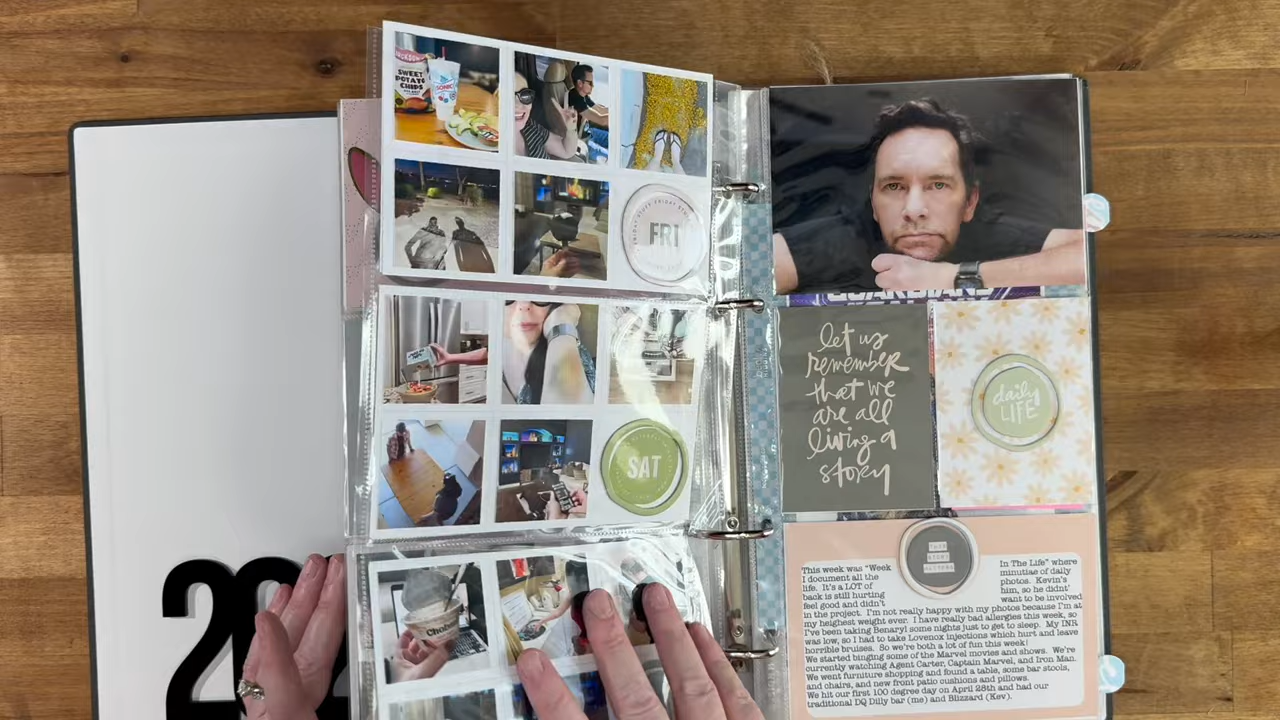 SWEET
POTATO
CHIPS
SONIC
FRI
SAT
Chobani
GUARDIANS
let us
remember
that we
are all
living a
story
daily
LIFE
THIS
STORY
MATTERS
This week was "Week In The Life" where
I document all the minutiae of daily
life. It's a LOT of photos. Kevin's
back is still hurting him, so he didnt'
feel good and didn't want to be involved
in the project. I'm not really happy with my photos because I'm at
my heighest weight ever. I have really bad allergies this week, so
I've been taking Benaryl some nights just to get to sleep. My INR
was low, so I had to take Lovenox injections which hurt and leave
horrible bruises. So we're both a lot of fun this week!
We started binging some of the Marvel movies and shows. We're
currently watching Agent Carter, Captain Marvel, and Iron Man.
We went furniture shopping and found a table, some bar stools,
and chairs, and new front patio cushions and pillows.
We hit our first 100 degree day on April 28th and had our
traditional DQ Dilly bar (me) and Blizzard (Kev).